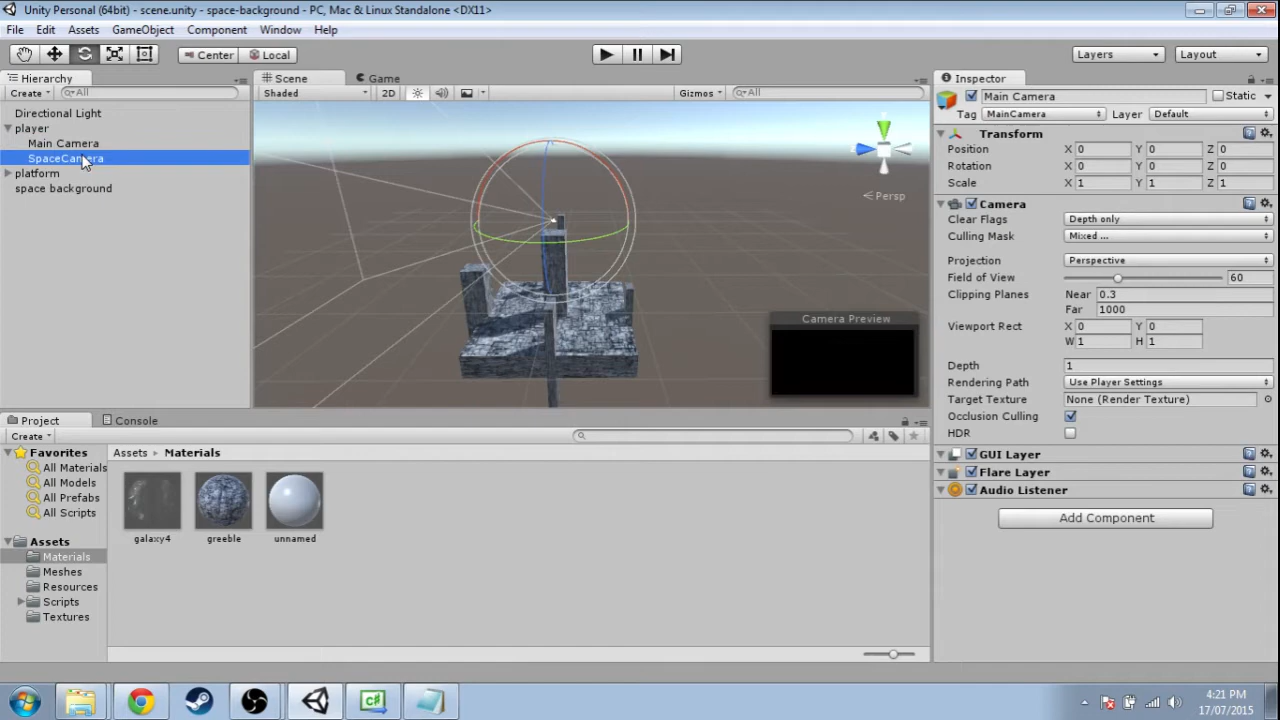 Unity Personal (64bit) - scene.unity - space-background - PC, Mac & Linux Standalone <DX11>
File Edit Assets GameObject Component Window Help
Center Local Layers Layout
Hierarchy Scene Game Inspector
Create All Shaded 2D Gizmos All
Main Camera Static
Tag MainCamera Layer Default
Directional Light
player
Main Camera
SpaceCamera
platform
space background
Persp
Camera Preview
Transform
Position X 0 Y 0 Z 0
Rotation X 0 Y 0 Z 0
Scale X 1 Y 1 Z 1
Camera
Clear Flags Depth only
Culling Mask Mixed ...
Projection Perspective
Field of View 60
Clipping Planes Near 0.3
Far 1000
Viewport Rect X 0 Y 0
W 1 H 1
Depth 1
Rendering Path Use Player Settings
Target Texture None (Render Texture)
Occlusion Culling
HDR
GUI Layer
Flare Layer
Audio Listener
Add Component
Project Console
Create
Favorites
All Materials
All Models
All Prefabs
All Scripts
Assets
Materials
Meshes
Resources
Scripts
Textures
Assets Materials
galaxy4 greeble unnamed
4:21 PM
17/07/2015